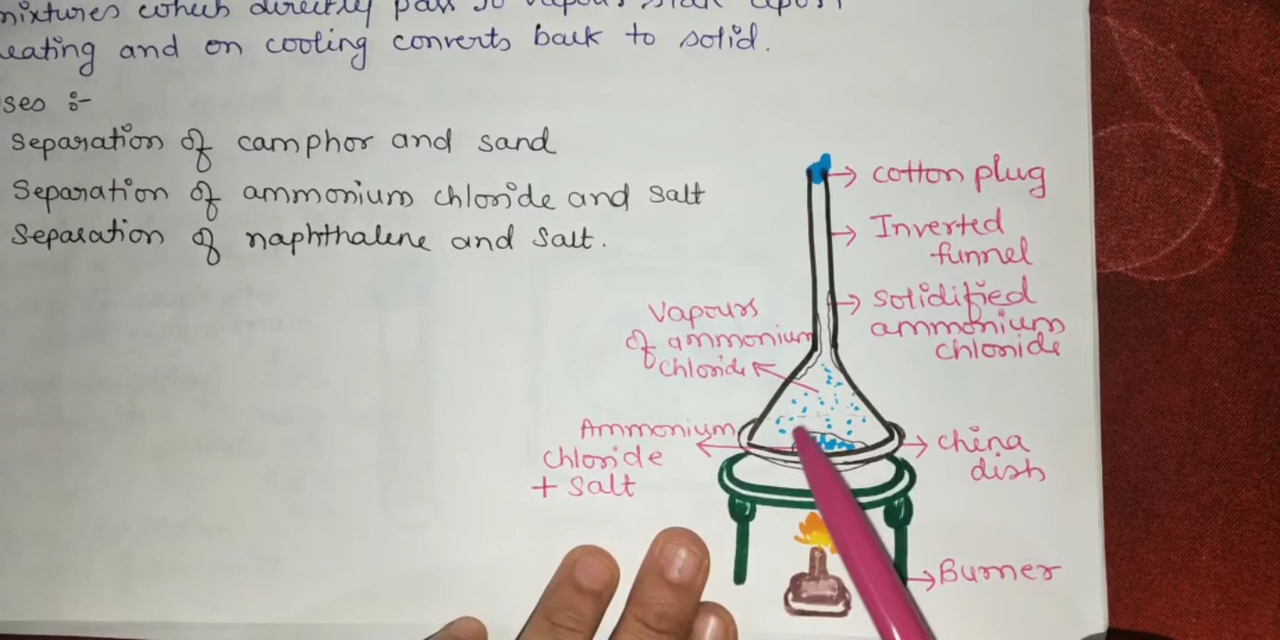 mixtures which directly pass to vapour state upon
eating and on cooling converts back to solid.
ses :-
Separation of camphor and sand
Separation of ammonium chloride and salt
Separation of naphthalene and salt.
cotton plug
Inverted
funnel
Solidified
ammonium
chloride
Vapours
of ammonium
chloride
Ammonium
chloride
+ salt
china
dish
Burner